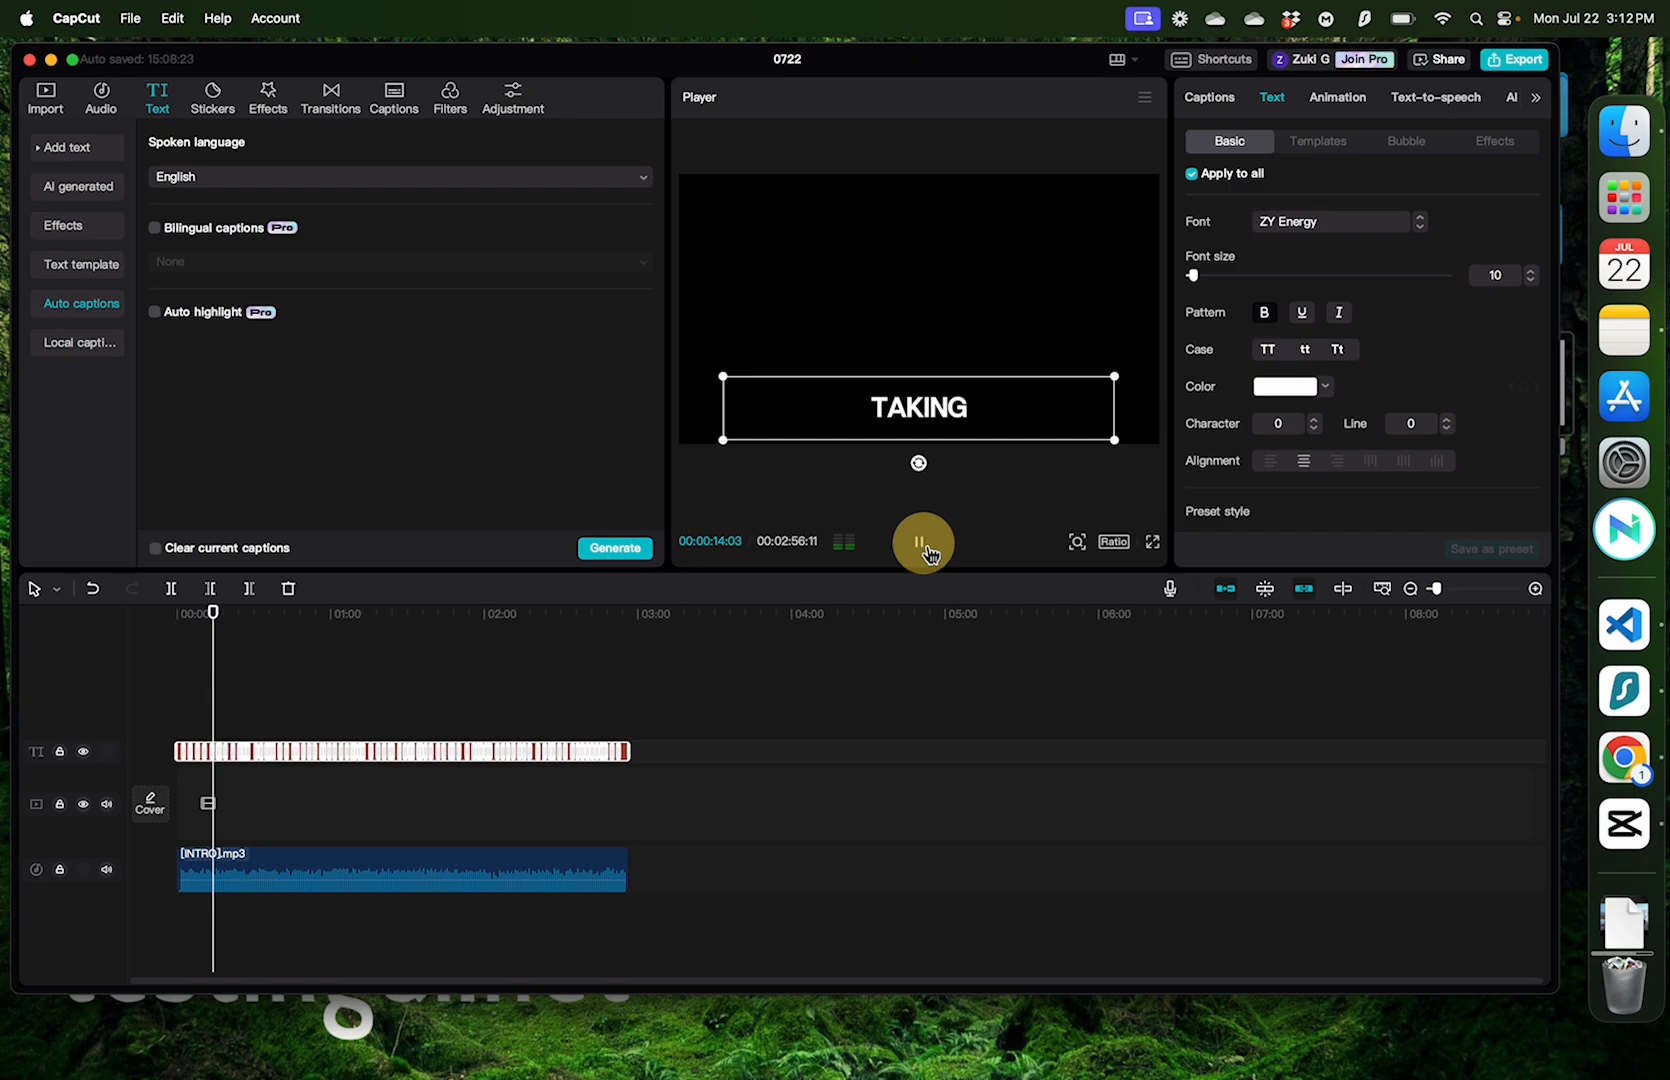 CapCut File Edit Help Account
3 M Mon Jul 22 3:12 PM
Auto saved: 15:08:23
0722
Shortcuts Z Zuki G Join Pro Share Export
Import Audio TI Text Stickers Effects Transitions Captions Filters Adjustment
Add text
AI generated
Effects
Text template
Auto captions
Local capti...
Spoken language
English
Bilingual captions Pro
None
Auto highlight Pro
Clear current captions
Generate
Player
TAKING
00:00:14:03 00:02:56:11
Ratio
Captions Text Animation Text-to-speech AI
Basic Templates Bubble Effects
Apply to all
Font ZY Energy
Font size
10
Pattern B U I
Case TT tt Tt
Color
Character 0 Line 0
Alignment
Preset style
Save as preset
00:00 01:00 02:00 03:00 04:00 05:00 06:00 07:00 08:00
TI
Cover
[INTRO].mp3
JUL
22
1